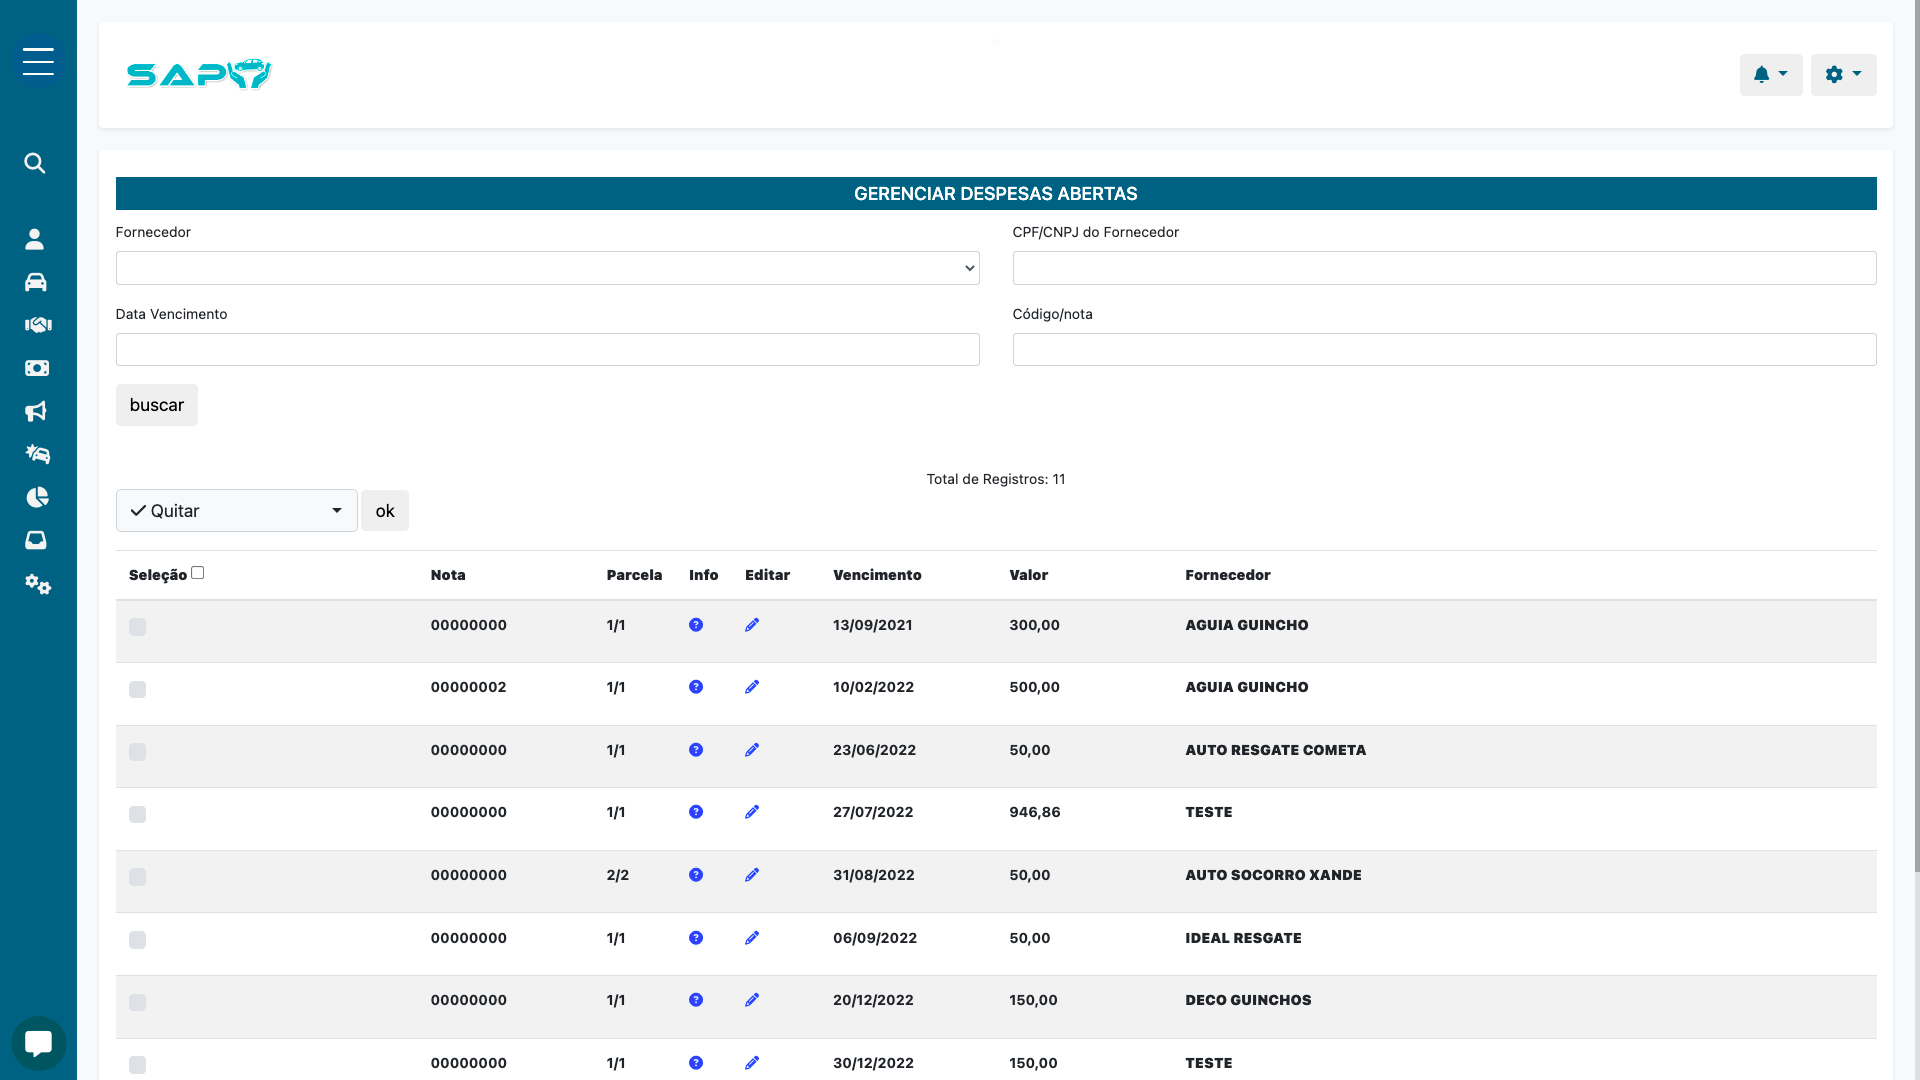 SAPY
GERENCIAR DESPESAS ABERTAS
Fornecedor
CPF/CNPJ do Fornecedor
Data Vencimento
Código/nota
buscar
Total de Registros: 11
Quitar
ok
Seleção Nota Parcela Info Editar Vencimento Valor Fornecedor
00000000 1/1 13/09/2021 300,00 AGUIA GUINCHO
00000002 1/1 10/02/2022 500,00 AGUIA GUINCHO
00000000 1/1 23/06/2022 50,00 AUTO RESGATE COMETA
00000000 1/1 27/07/2022 946,86 TESTE
00000000 2/2 31/08/2022 50,00 AUTO SOCORRO XANDE
00000000 1/1 06/09/2022 50,00 IDEAL RESGATE
00000000 1/1 20/12/2022 150,00 DECO GUINCHOS
00000000 1/1 30/12/2022 150,00 TESTE